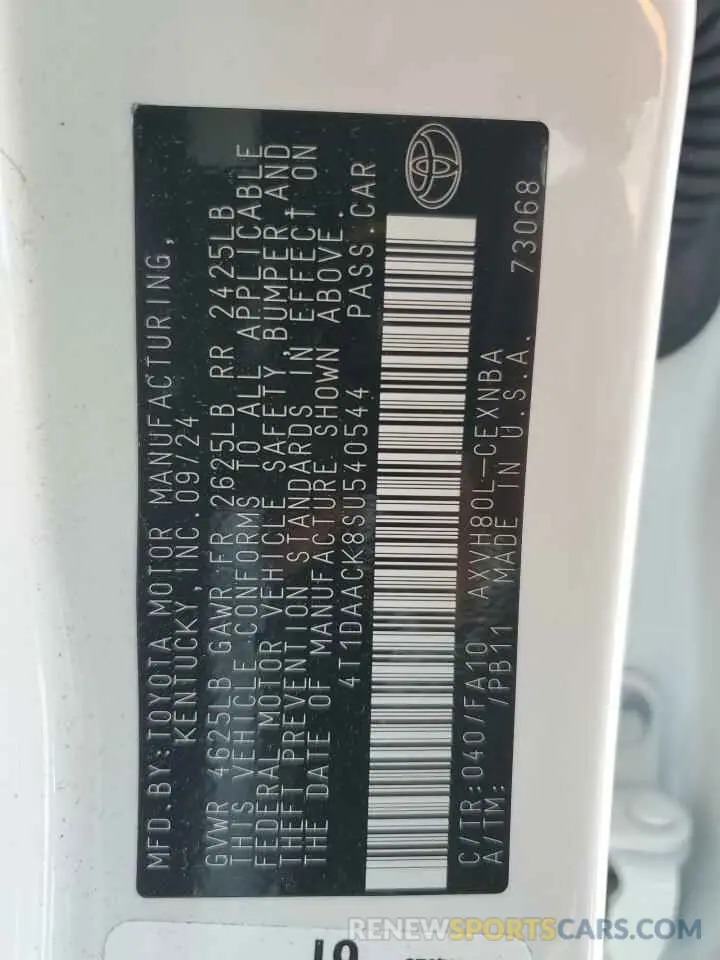 MFD.BY:TOYOTA MOTOR MANUFACTURING,
KENTUCKY, INC.09/24
GVWR 4625LB GAWR FR 2625LB RR 2425LB
THIS VEHICLE CONFORMS TO ALL APPLICABLE
FEDERAL MOTOR VEHICLE SAFETY, BUMPER, AND
THEFT PREVENTION STANDARDS IN EFFECT ON
THE DATE OF MANUFACTURE SHOWN ABOVE.
4T1DAACK8SU540544 PASS.CAR
C/TR:040/FA10 AXVH80L-CEXNBA
A/TM: /PB11 MADE IN U.S.A. 73068
RENEWSPORTSCARS.COM